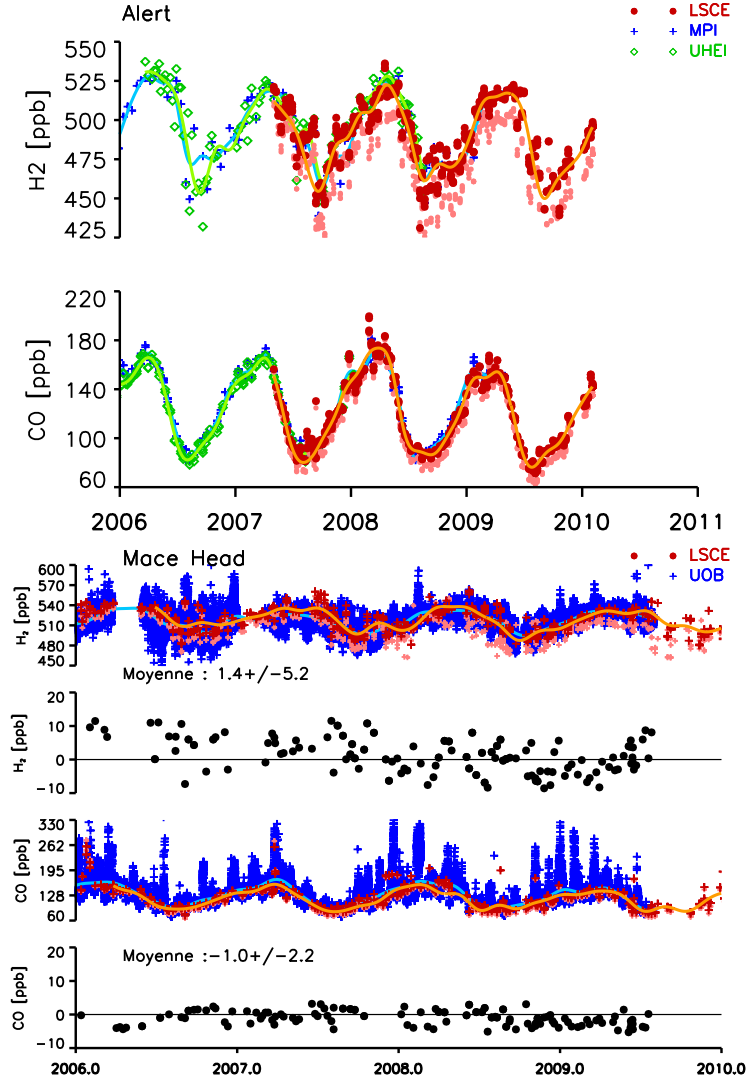 Alert
LSCE
MPI
UHEI
H2 [ppb]
550
525
500
475
450
425
CO [ppb]
220
180
140
100
60
2006
2007
2008
2009
2010
2011
Mace Head
LSCE
UOB
H₂ [ppb]
600
570
540
510
480
450
Moyenne : 1.4+/-5.2
H₂ [ppb]
20
10
0
-10
CO [ppb]
330
262
195
128
60
Moyenne :-1.0+/-2.2
CO [ppb]
20
10
0
-10
2006.0
2007.0
2008.0
2009.0
2010.0